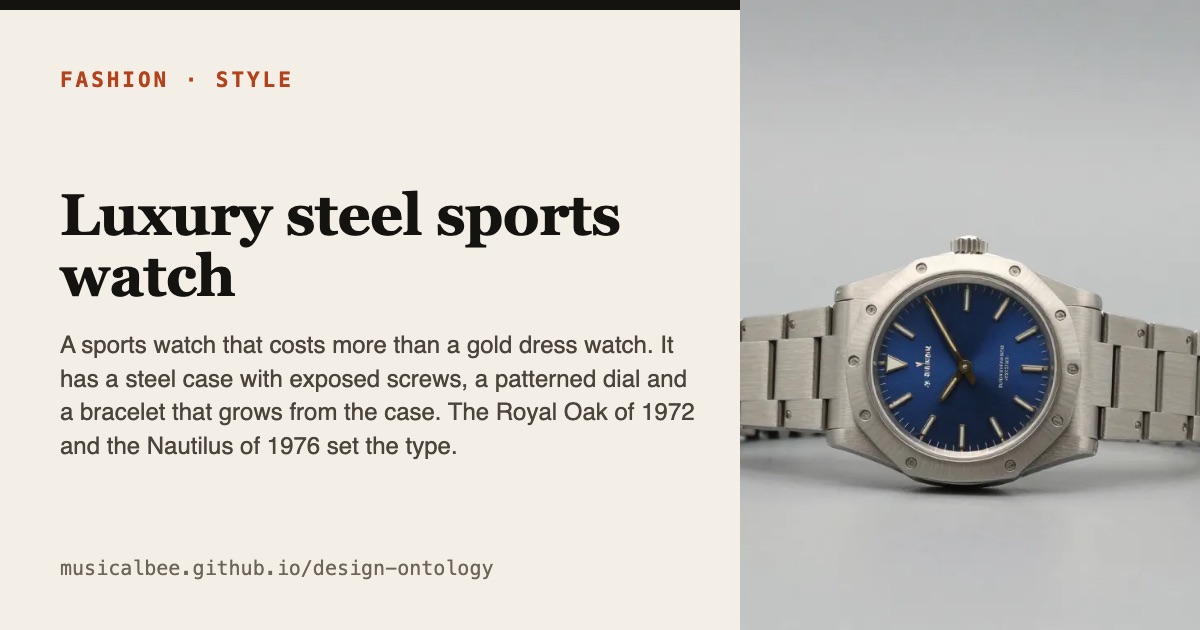 FASHION · STYLE
Luxury steel sports
watch
A sports watch that costs more than a gold dress watch. It
has a steel case with exposed screws, a patterned dial and
a bracelet that grows from the case. The Royal Oak of 1972
and the Nautilus of 1976 set the type.
musicalbee.github.io/design-ontology